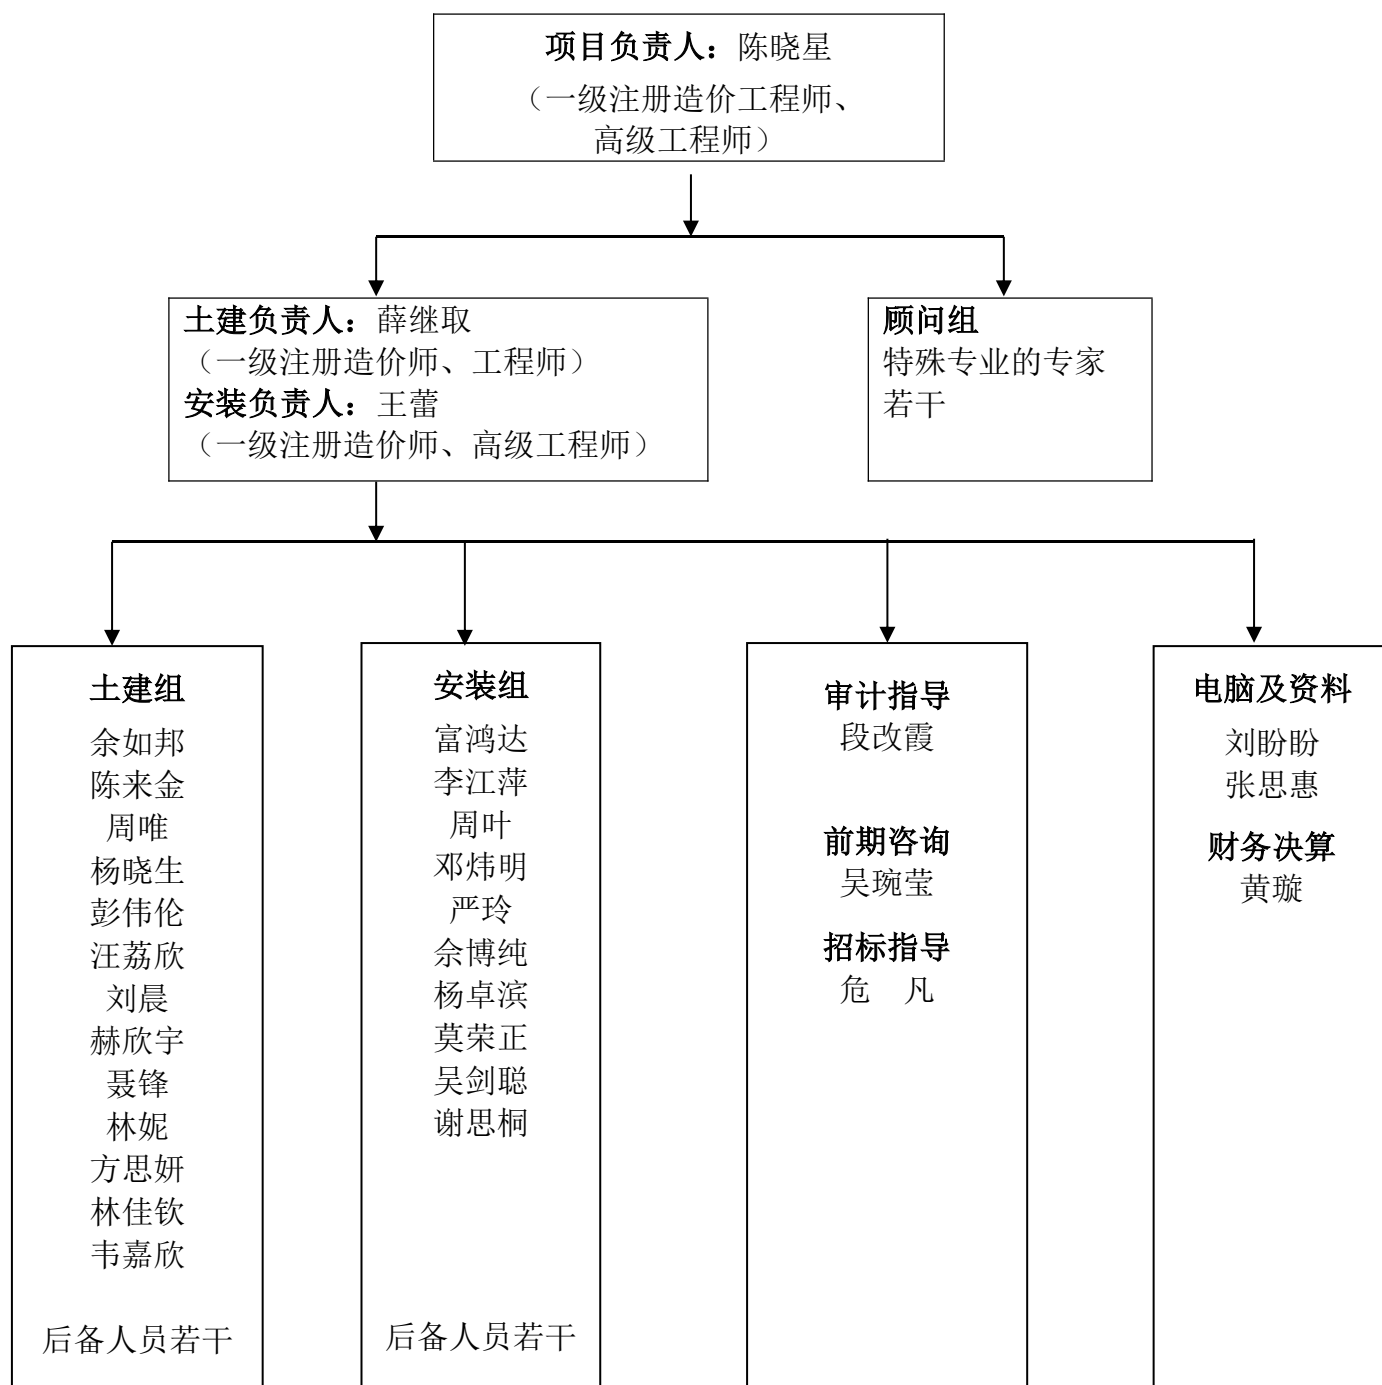 项目负责人：陈晓星
（一级注册造价工程师、
高级工程师）
土建负责人：薛继取
（一级注册造价师、工程师）
安装负责人：王蕾
（一级注册造价师、高级工程师）
顾问组
特殊专业的专家
若干
土建组
余如邦
陈来金
周唯
杨晓生
彭伟伦
汪荔欣
刘晨
赫欣宇
聂锋
林妮
方思妍
林佳钦
韦嘉欣
后备人员若干
安装组
富鸿达
李江萍
周叶
邓炜明
严玲
佘博纯
杨卓滨
莫荣正
吴剑聪
谢思桐
后备人员若干
审计指导
段改霞
前期咨询
吴琬莹
招标指导
危　凡
电脑及资料
刘盼盼
张思惠
财务决算
黄璇